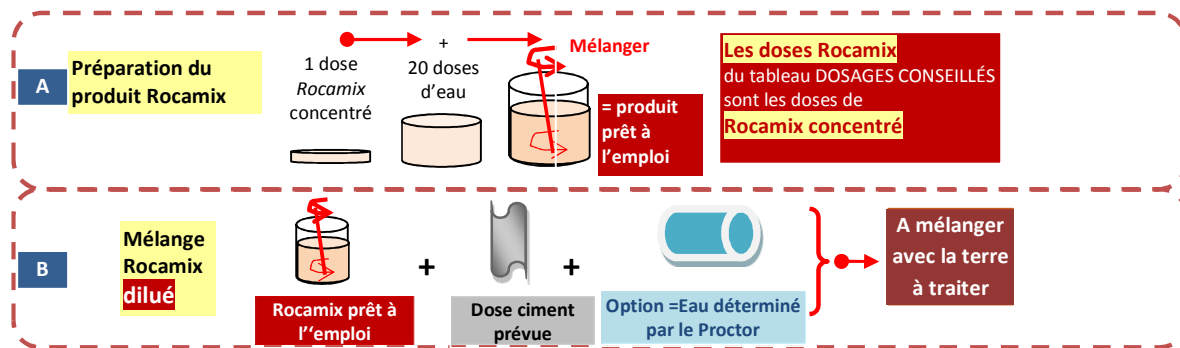 A
Préparation du
produit Rocamix
1 dose
Rocamix
concentré
+
20 doses
d'eau
Mélanger
= produit
prêt à
l'emploi
Les doses Rocamix
du tableau DOSAGES CONSEILLÉS
sont les doses de
Rocamix concentré
B
Mélange
Rocamix
dilué
Rocamix prêt à
l''emploi
+
Dose ciment
prévue
+
Option =Eau déterminé
par le Proctor
A mélanger
avec la terre
à traiter